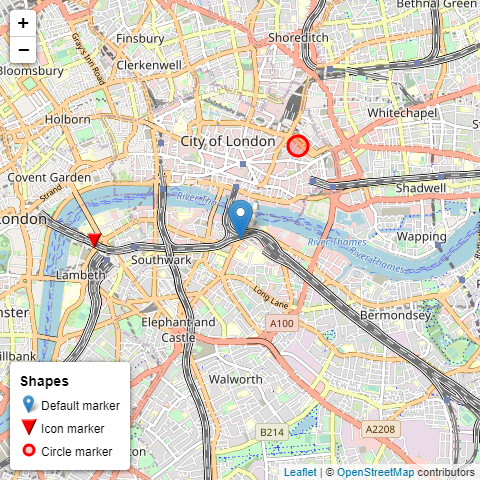 +
−
Bethnal Green
Finsbury
Shoreditch
Gray's Inn Road
Clerkenwell
Bloomsbury
Holborn
Whitechapel
City of London
Covent Garden
Strand
Shadwell
River Thames
London
River Thames
Wapping
River Thames
Lambeth
Southwark
Long Lane
Bermondsey
Elephant and
Castle
A100
Walworth
B214
A2208
Shapes
Default marker
Icon marker
Circle marker
Leaflet | © OpenStreetMap contributors